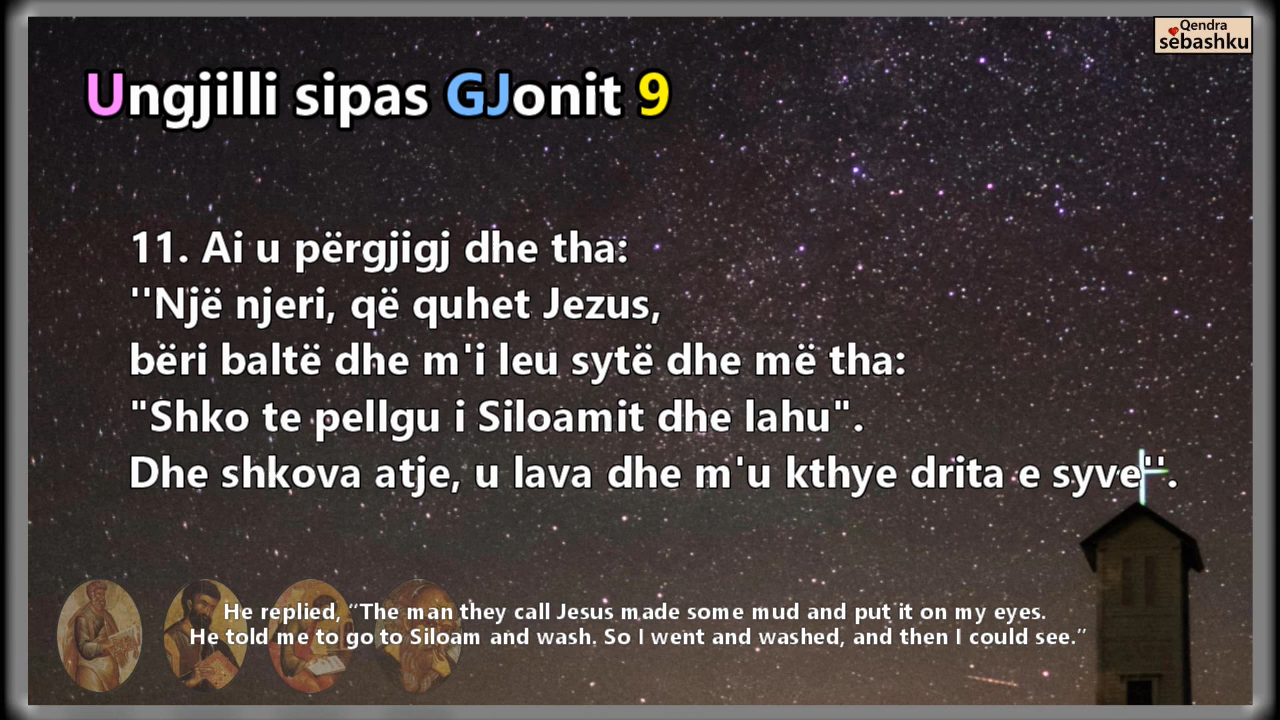 Qendra
sëbashku
Ungjilli sipas GJonit 9
11. Ai u përgjigj dhe tha:
''Një njeri, që quhet Jezus,
bëri baltë dhe m'i leu sytë dhe më tha:
"Shko te pellgu i Siloamit dhe lahu".
Dhe shkova atje, u lava dhe m'u kthye drita e syve''.
He replied, “The man they call Jesus made some mud and put it on my eyes.
He told me to go to Siloam and wash. So I went and washed, and then I could see.”